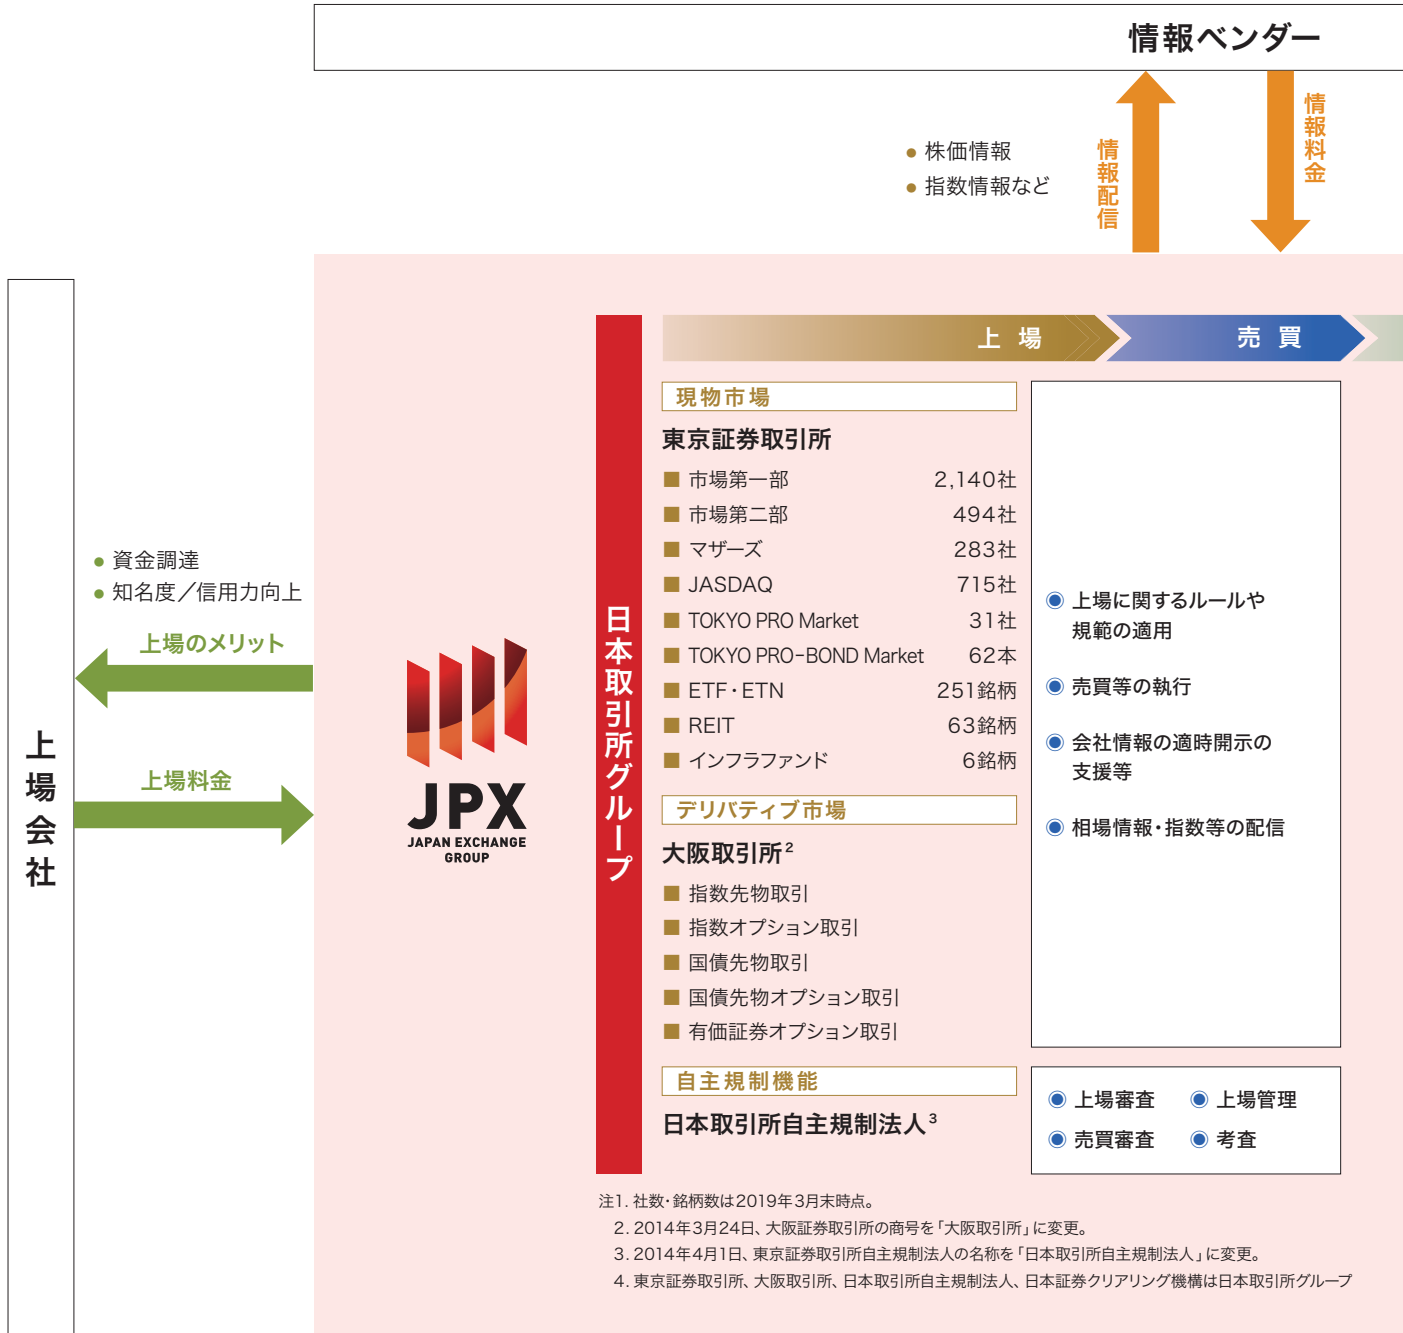 情報ベンダー
● 株価情報
● 指数情報など
情報配信
情報料金
上場会社
● 資金調達
● 知名度／信用力向上
上場のメリット
上場料金
JPX
JAPAN EXCHANGE
GROUP
日本取引所グループ
上場
売買
現物市場
東京証券取引所
■ 市場第一部 2,140社
■ 市場第二部 494社
■ マザーズ 283社
■ JASDAQ 715社
■ TOKYO PRO Market 31社
■ TOKYO PRO-BOND Market 62本
■ ETF・ETN 251銘柄
■ REIT 63銘柄
■ インフラファンド 6銘柄
デリバティブ市場
大阪取引所2
■ 指数先物取引
■ 指数オプション取引
■ 国債先物取引
■ 国債先物オプション取引
■ 有価証券オプション取引
自主規制機能
日本取引所自主規制法人3
◉ 上場に関するルールや
規範の適用
◉ 売買等の執行
◉ 会社情報の適時開示の
支援等
◉ 相場情報・指数等の配信
◉ 上場審査 ◉ 上場管理
◉ 売買審査 ◉ 考査
注1. 社数・銘柄数は2019年3月末時点。
2. 2014年3月24日、大阪証券取引所の商号を「大阪取引所」に変更。
3. 2014年4月1日、東京証券取引所自主規制法人の名称を「日本取引所自主規制法人」に変更。
4. 東京証券取引所、大阪取引所、日本取引所自主規制法人、日本証券クリアリング機構は日本取引所グループ